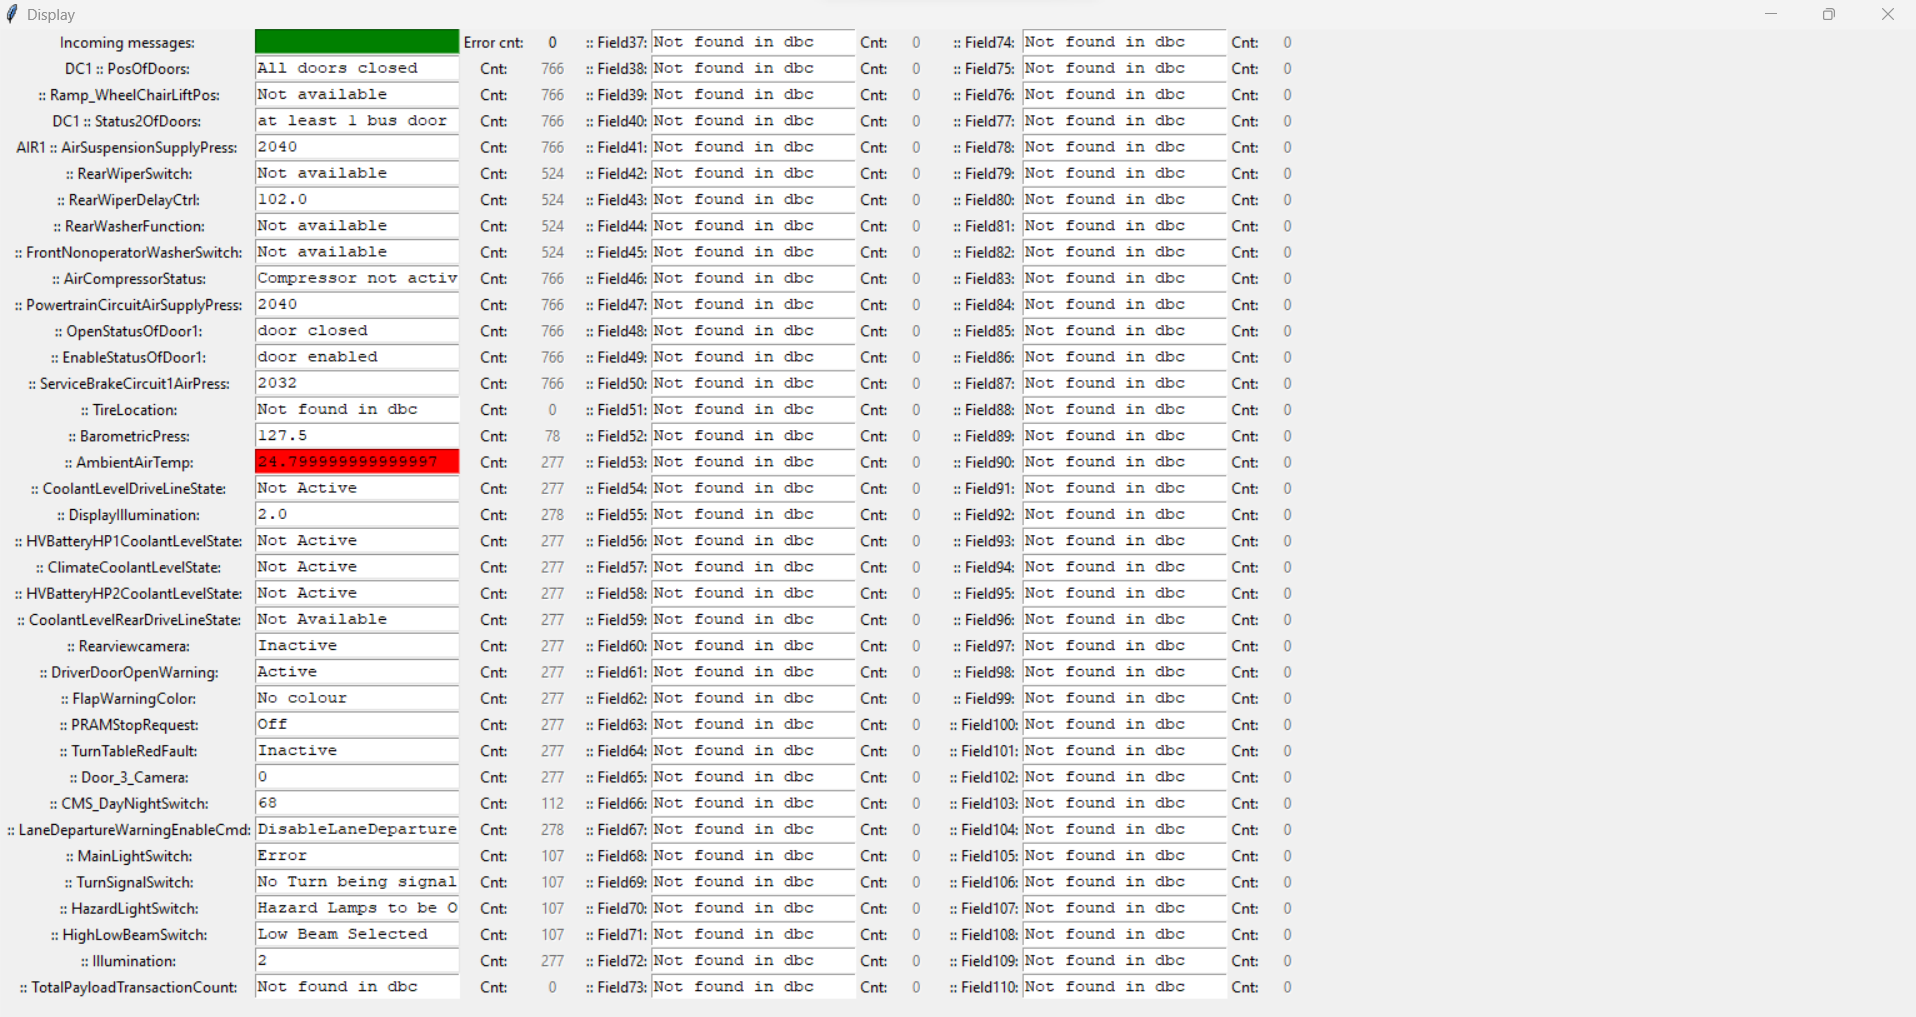 Display
Incoming messages: Error cnt: 0 :: Field37: Not found in dbc Cnt: 0 :: Field74: Not found in dbc Cnt: 0
DC1 :: PosOfDoors: All doors closed Cnt: 766 :: Field38: Not found in dbc Cnt: 0 :: Field75: Not found in dbc Cnt: 0
:: Ramp_WheelChairLiftPos: Not available Cnt: 766 :: Field39: Not found in dbc Cnt: 0 :: Field76: Not found in dbc Cnt: 0
DC1 :: Status2OfDoors: at least 1 bus door Cnt: 766 :: Field40: Not found in dbc Cnt: 0 :: Field77: Not found in dbc Cnt: 0
AIR1 :: AirSuspensionSupplyPress: 2040 Cnt: 766 :: Field41: Not found in dbc Cnt: 0 :: Field78: Not found in dbc Cnt: 0
:: RearWiperSwitch: Not available Cnt: 524 :: Field42: Not found in dbc Cnt: 0 :: Field79: Not found in dbc Cnt: 0
:: RearWiperDelayCtrl: 102.0 Cnt: 524 :: Field43: Not found in dbc Cnt: 0 :: Field80: Not found in dbc Cnt: 0
:: RearWasherFunction: Not available Cnt: 524 :: Field44: Not found in dbc Cnt: 0 :: Field81: Not found in dbc Cnt: 0
:: FrontNonoperatorWasherSwitch: Not available Cnt: 524 :: Field45: Not found in dbc Cnt: 0 :: Field82: Not found in dbc Cnt: 0
:: AirCompressorStatus: Compressor not activ Cnt: 766 :: Field46: Not found in dbc Cnt: 0 :: Field83: Not found in dbc Cnt: 0
:: PowertrainCircuitAirSupplyPress: 2040 Cnt: 766 :: Field47: Not found in dbc Cnt: 0 :: Field84: Not found in dbc Cnt: 0
:: OpenStatusOfDoor1: door closed Cnt: 766 :: Field48: Not found in dbc Cnt: 0 :: Field85: Not found in dbc Cnt: 0
:: EnableStatusOfDoor1: door enabled Cnt: 766 :: Field49: Not found in dbc Cnt: 0 :: Field86: Not found in dbc Cnt: 0
:: ServiceBrakeCircuit1AirPress: 2032 Cnt: 766 :: Field50: Not found in dbc Cnt: 0 :: Field87: Not found in dbc Cnt: 0
:: TireLocation: Not found in dbc Cnt: 0 :: Field51: Not found in dbc Cnt: 0 :: Field88: Not found in dbc Cnt: 0
:: BarometricPress: 127.5 Cnt: 78 :: Field52: Not found in dbc Cnt: 0 :: Field89: Not found in dbc Cnt: 0
:: AmbientAirTemp: 24.799999999999997 Cnt: 277 :: Field53: Not found in dbc Cnt: 0 :: Field90: Not found in dbc Cnt: 0
:: CoolantLevelDriveLineState: Not Active Cnt: 277 :: Field54: Not found in dbc Cnt: 0 :: Field91: Not found in dbc Cnt: 0
:: DisplayIllumination: 2.0 Cnt: 278 :: Field55: Not found in dbc Cnt: 0 :: Field92: Not found in dbc Cnt: 0
:: HVBatteryHP1CoolantLevelState: Not Active Cnt: 277 :: Field56: Not found in dbc Cnt: 0 :: Field93: Not found in dbc Cnt: 0
:: ClimateCoolantLevelState: Not Active Cnt: 277 :: Field57: Not found in dbc Cnt: 0 :: Field94: Not found in dbc Cnt: 0
:: HVBatteryHP2CoolantLevelState: Not Active Cnt: 277 :: Field58: Not found in dbc Cnt: 0 :: Field95: Not found in dbc Cnt: 0
:: CoolantLevelRearDriveLineState: Not Available Cnt: 277 :: Field59: Not found in dbc Cnt: 0 :: Field96: Not found in dbc Cnt: 0
:: Rearviewcamera: Inactive Cnt: 277 :: Field60: Not found in dbc Cnt: 0 :: Field97: Not found in dbc Cnt: 0
:: DriverDoorOpenWarning: Active Cnt: 277 :: Field61: Not found in dbc Cnt: 0 :: Field98: Not found in dbc Cnt: 0
:: FlapWarningColor: No colour Cnt: 277 :: Field62: Not found in dbc Cnt: 0 :: Field99: Not found in dbc Cnt: 0
:: PRAMStopRequest: Off Cnt: 277 :: Field63: Not found in dbc Cnt: 0 :: Field100: Not found in dbc Cnt: 0
:: TurnTableRedFault: Inactive Cnt: 277 :: Field64: Not found in dbc Cnt: 0 :: Field101: Not found in dbc Cnt: 0
:: Door_3_Camera: 0 Cnt: 277 :: Field65: Not found in dbc Cnt: 0 :: Field102: Not found in dbc Cnt: 0
:: CMS_DayNightSwitch: 68 Cnt: 112 :: Field66: Not found in dbc Cnt: 0 :: Field103: Not found in dbc Cnt: 0
:: LaneDepartureWarningEnableCmd: DisableLaneDeparture Cnt: 278 :: Field67: Not found in dbc Cnt: 0 :: Field104: Not found in dbc Cnt: 0
:: MainLightSwitch: Error Cnt: 107 :: Field68: Not found in dbc Cnt: 0 :: Field105: Not found in dbc Cnt: 0
:: TurnSignalSwitch: No Turn being signal Cnt: 107 :: Field69: Not found in dbc Cnt: 0 :: Field106: Not found in dbc Cnt: 0
:: HazardLightSwitch: Hazard Lamps to be O Cnt: 107 :: Field70: Not found in dbc Cnt: 0 :: Field107: Not found in dbc Cnt: 0
:: HighLowBeamSwitch: Low Beam Selected Cnt: 107 :: Field71: Not found in dbc Cnt: 0 :: Field108: Not found in dbc Cnt: 0
:: Illumination: 2 Cnt: 277 :: Field72: Not found in dbc Cnt: 0 :: Field109: Not found in dbc Cnt: 0
:: TotalPayloadTransactionCount: Not found in dbc Cnt: 0 :: Field73: Not found in dbc Cnt: 0 :: Field110: Not found in dbc Cnt: 0